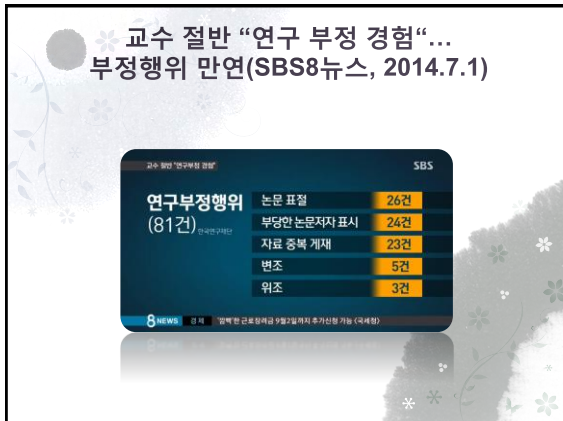 교수 절반 “연구 부정 경험“…
부정행위 만연(SBS8뉴스, 2014.7.1)
교수 절반 "연구부정 경험"
SBS
연구부정행위
(81건) 한국연구재단
논문 표절 26건
부당한 논문저자 표시 24건
자료 중복 게재 23건
변조 5건
위조 3건
8 NEWS 경제 '깜빡'한 근로장려금 9월2일까지 추가신청 가능 (국세청)